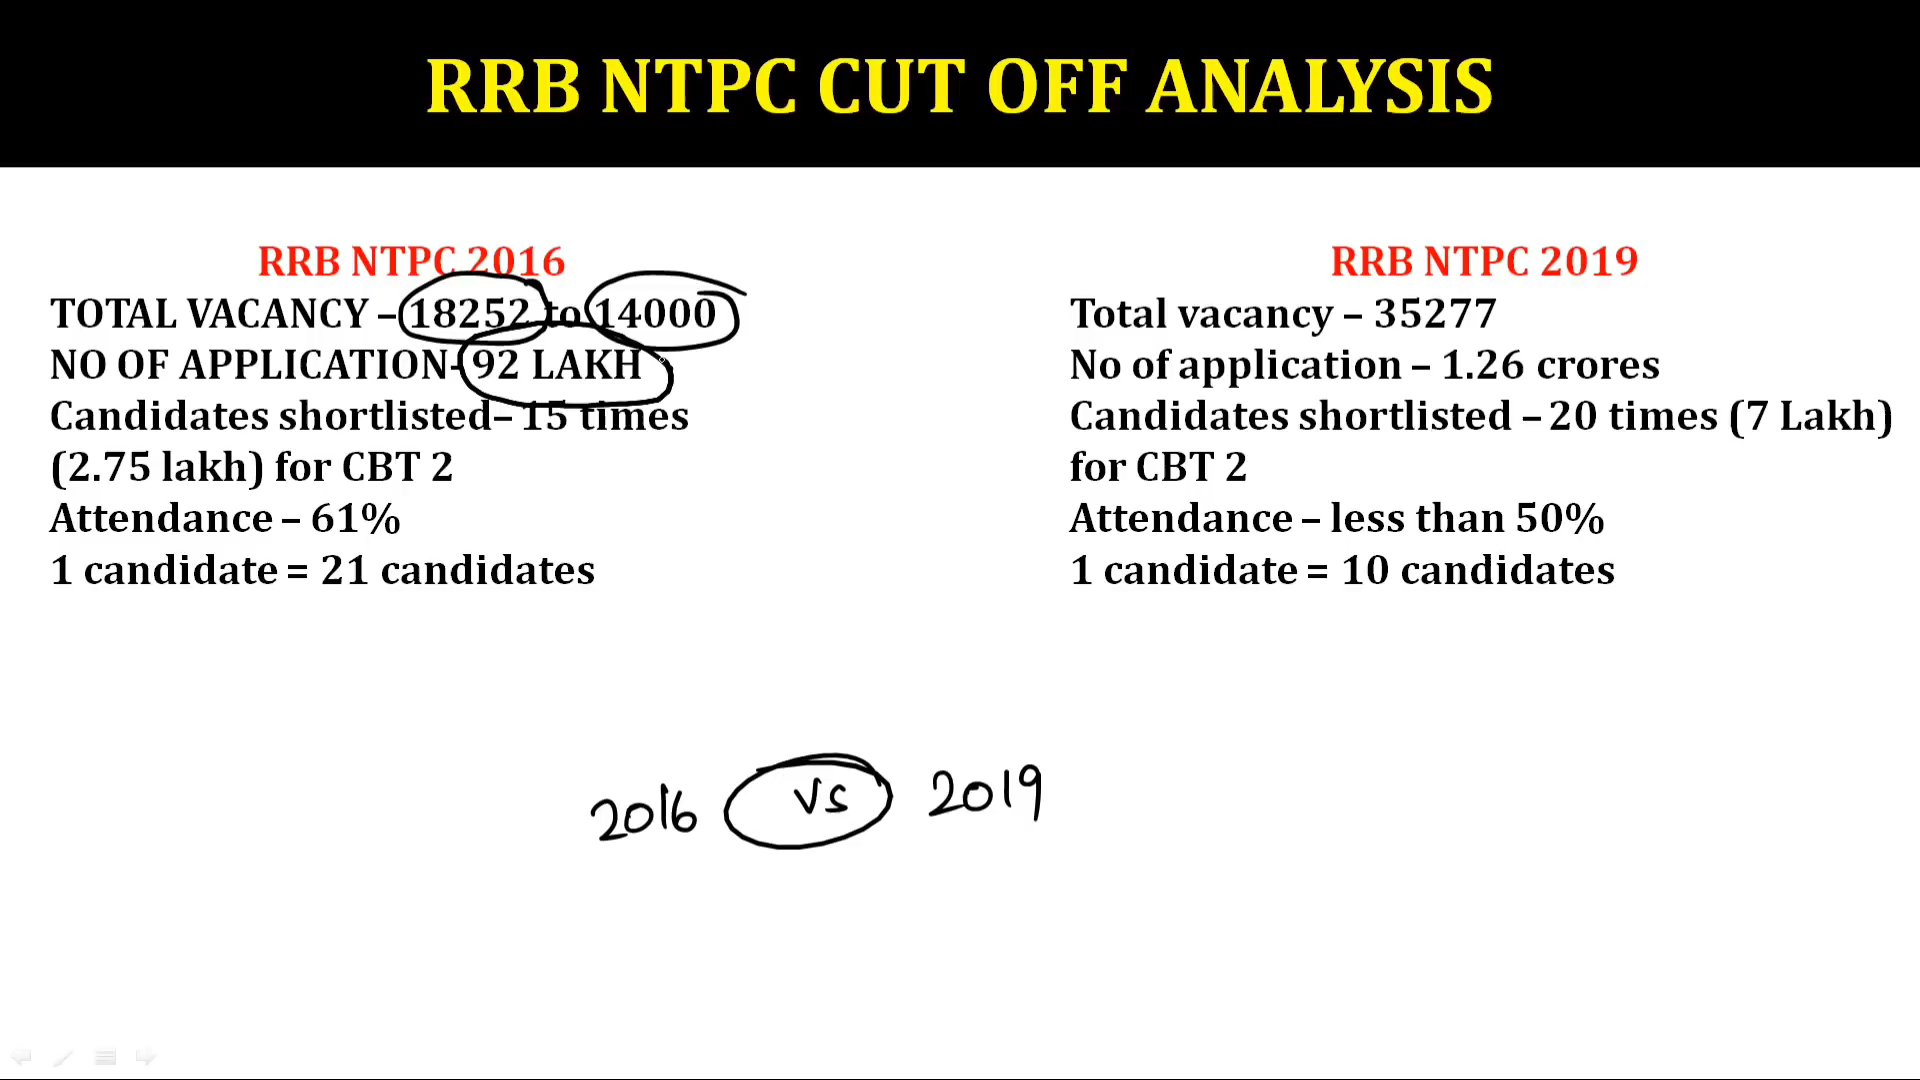 RRB NTPC CUT OFF ANALYSIS
RRB NTPC 2016
TOTAL VACANCY – 18252 to 14000
NO OF APPLICATION- 92 LAKH
Candidates shortlisted– 15 times
(2.75 lakh) for CBT 2
Attendance – 61%
1 candidate = 21 candidates
RRB NTPC 2019
Total vacancy – 35277
No of application – 1.26 crores
Candidates shortlisted – 20 times (7 Lakh)
for CBT 2
Attendance – less than 50%
1 candidate = 10 candidates
2016 vs 2019